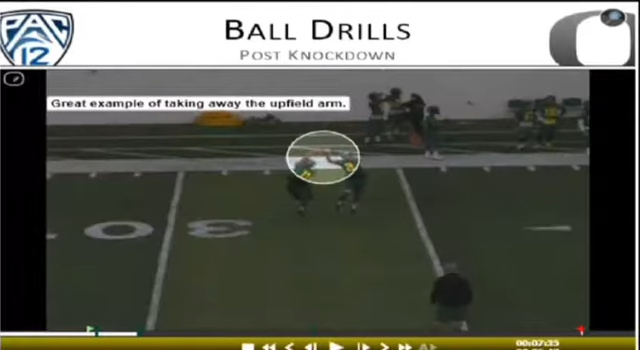 PAC
12
BALL DRILLS
POST KNOCKDOWN
Great example of taking away the upfield arm.
30
00:07:35